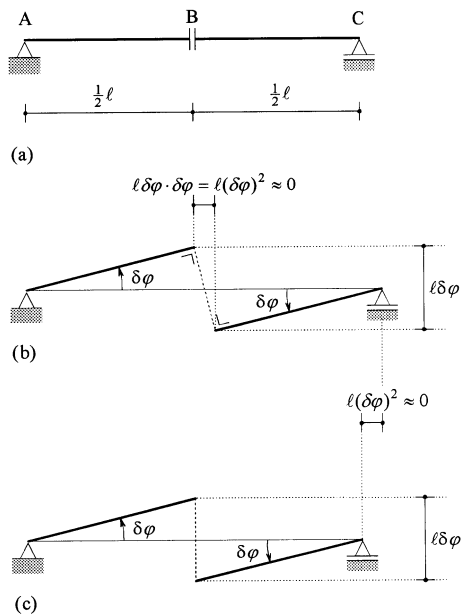 A B C
½ℓ ½ℓ
(a)
ℓδφ·δφ = ℓ(δφ)² ≈ 0
δφ δφ ℓδφ
(b)
ℓ(δφ)² ≈ 0
δφ δφ ℓδφ
(c)